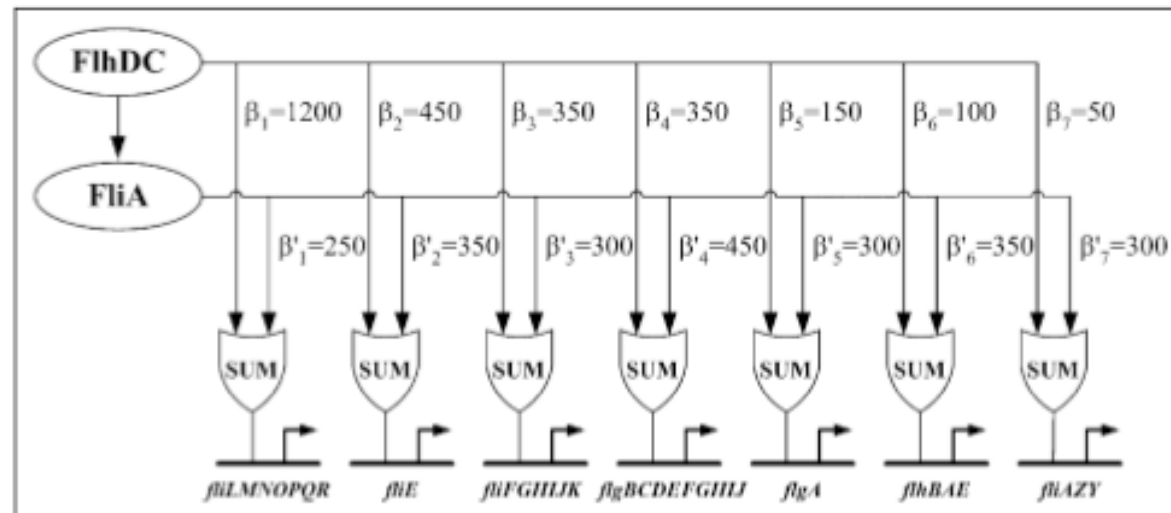 FlhDC
β₁=1200 β₂=450 β₃=350 β₄=350 β₅=150 β₆=100 β₇=50
FliA
β'₁=250 β'₂=350 β'₃=300 β'₄=450 β'₅=300 β'₆=350 β'₇=300
SUM SUM SUM SUM SUM SUM SUM
fliLMNOPQR fliE fliFGHIJK flgBCDEFGHIJ flgA flhBAE fliAZY